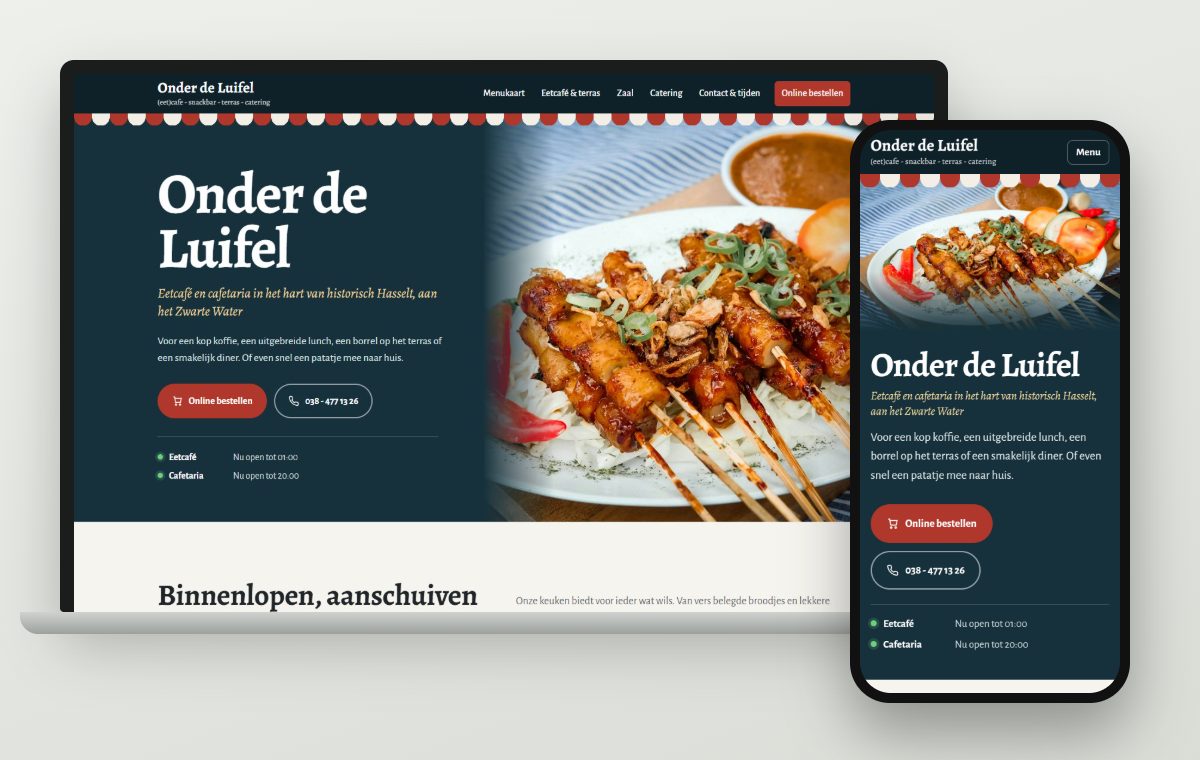 Onder de Luifel
(eet)café - snackbar - terras - catering
Menukaart Eetcafé & terras Zaal Catering Contact & tijden Online bestellen
Onder de
Luifel
Eetcafé en cafetaria in het hart van historisch Hasselt, aan
het Zwarte Water
Voor een kop koffie, een uitgebreide lunch, een borrel op het terras of
een smakelijk diner. Of even snel een patatje mee naar huis.
Online bestellen 038 - 477 13 26
Eetcafé Nu open tot 01:00
Cafetaria Nu open tot 20:00
Binnenlopen, aanschuiven
Onze keuken biedt voor ieder wat wils. Van vers belegde broodjes en lekkere
Onder de Luifel
(eet)café - snackbar - terras - catering
Menu
Onder de Luifel
Eetcafé en cafetaria in het hart van historisch Hasselt,
aan het Zwarte Water
Voor een kop koffie, een uitgebreide lunch, een
borrel op het terras of een smakelijk diner. Of even
snel een patatje mee naar huis.
Online bestellen
038 - 477 13 26
Eetcafé Nu open tot 01:00
Cafetaria Nu open tot 20:00